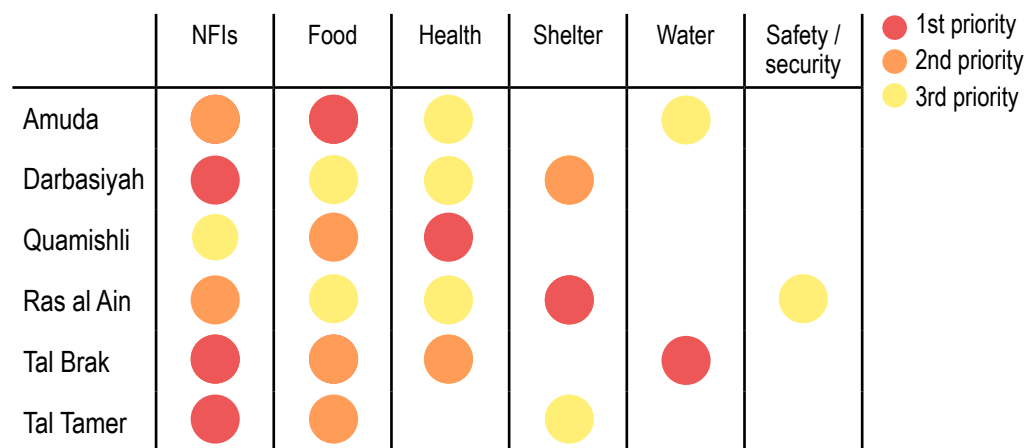 NFIs Food Health Shelter Water Safety /
security
1st priority
2nd priority
3rd priority
Amuda
Darbasiyah
Quamishli
Ras al Ain
Tal Brak
Tal Tamer